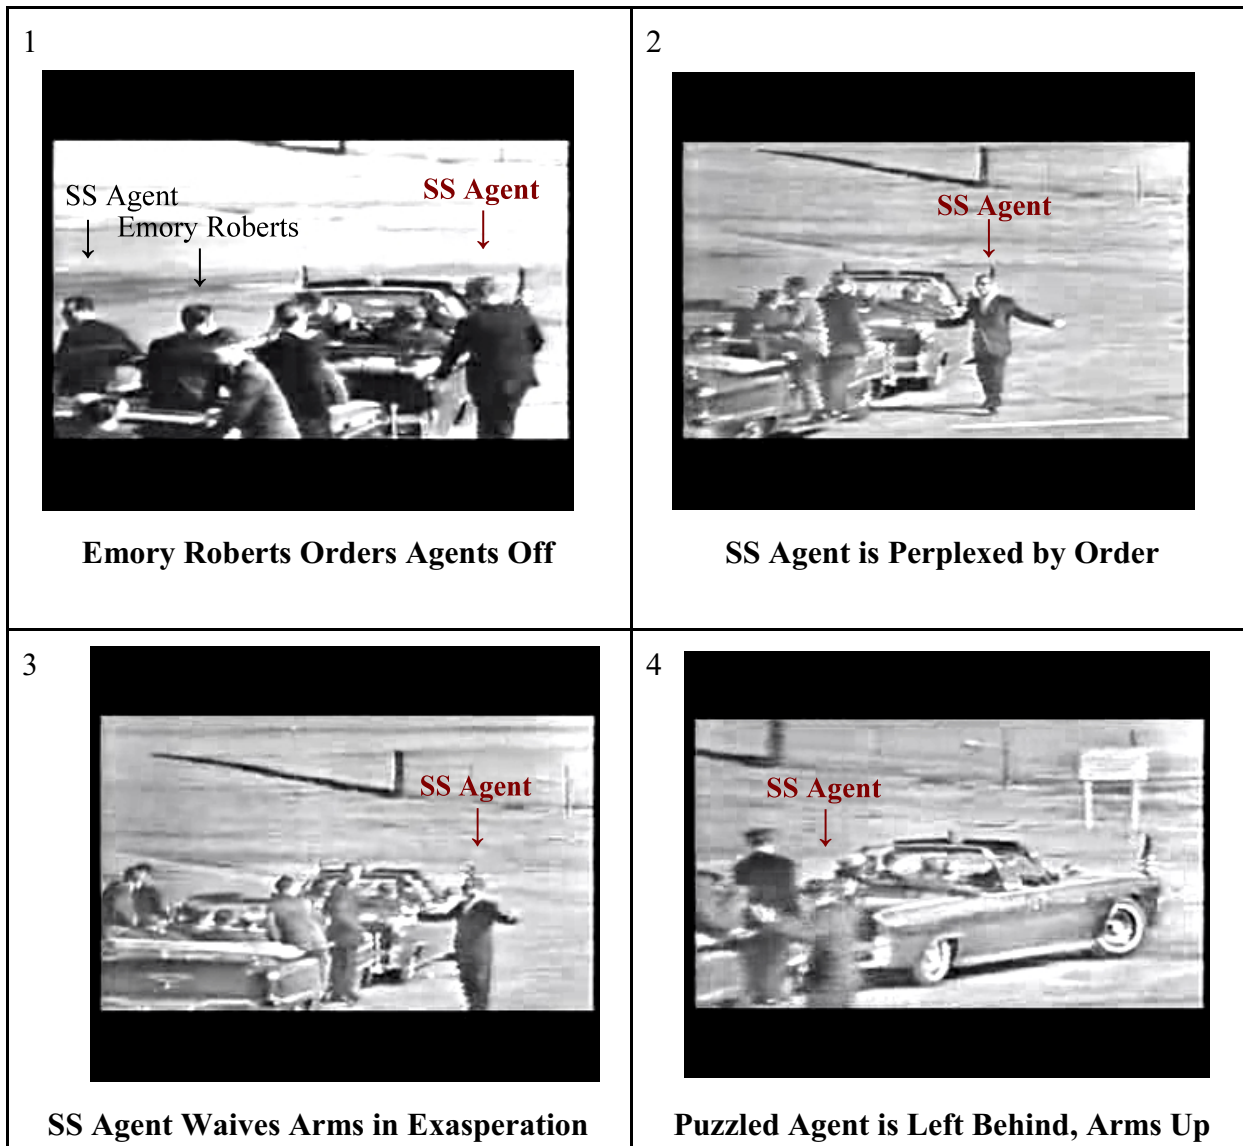 1
SS Agent
Emory Roberts
SS Agent
Emory Roberts Orders Agents Off
2
SS Agent
SS Agent is Perplexed by Order
3
SS Agent
SS Agent Waives Arms in Exasperation
4
SS Agent
Puzzled Agent is Left Behind, Arms Up